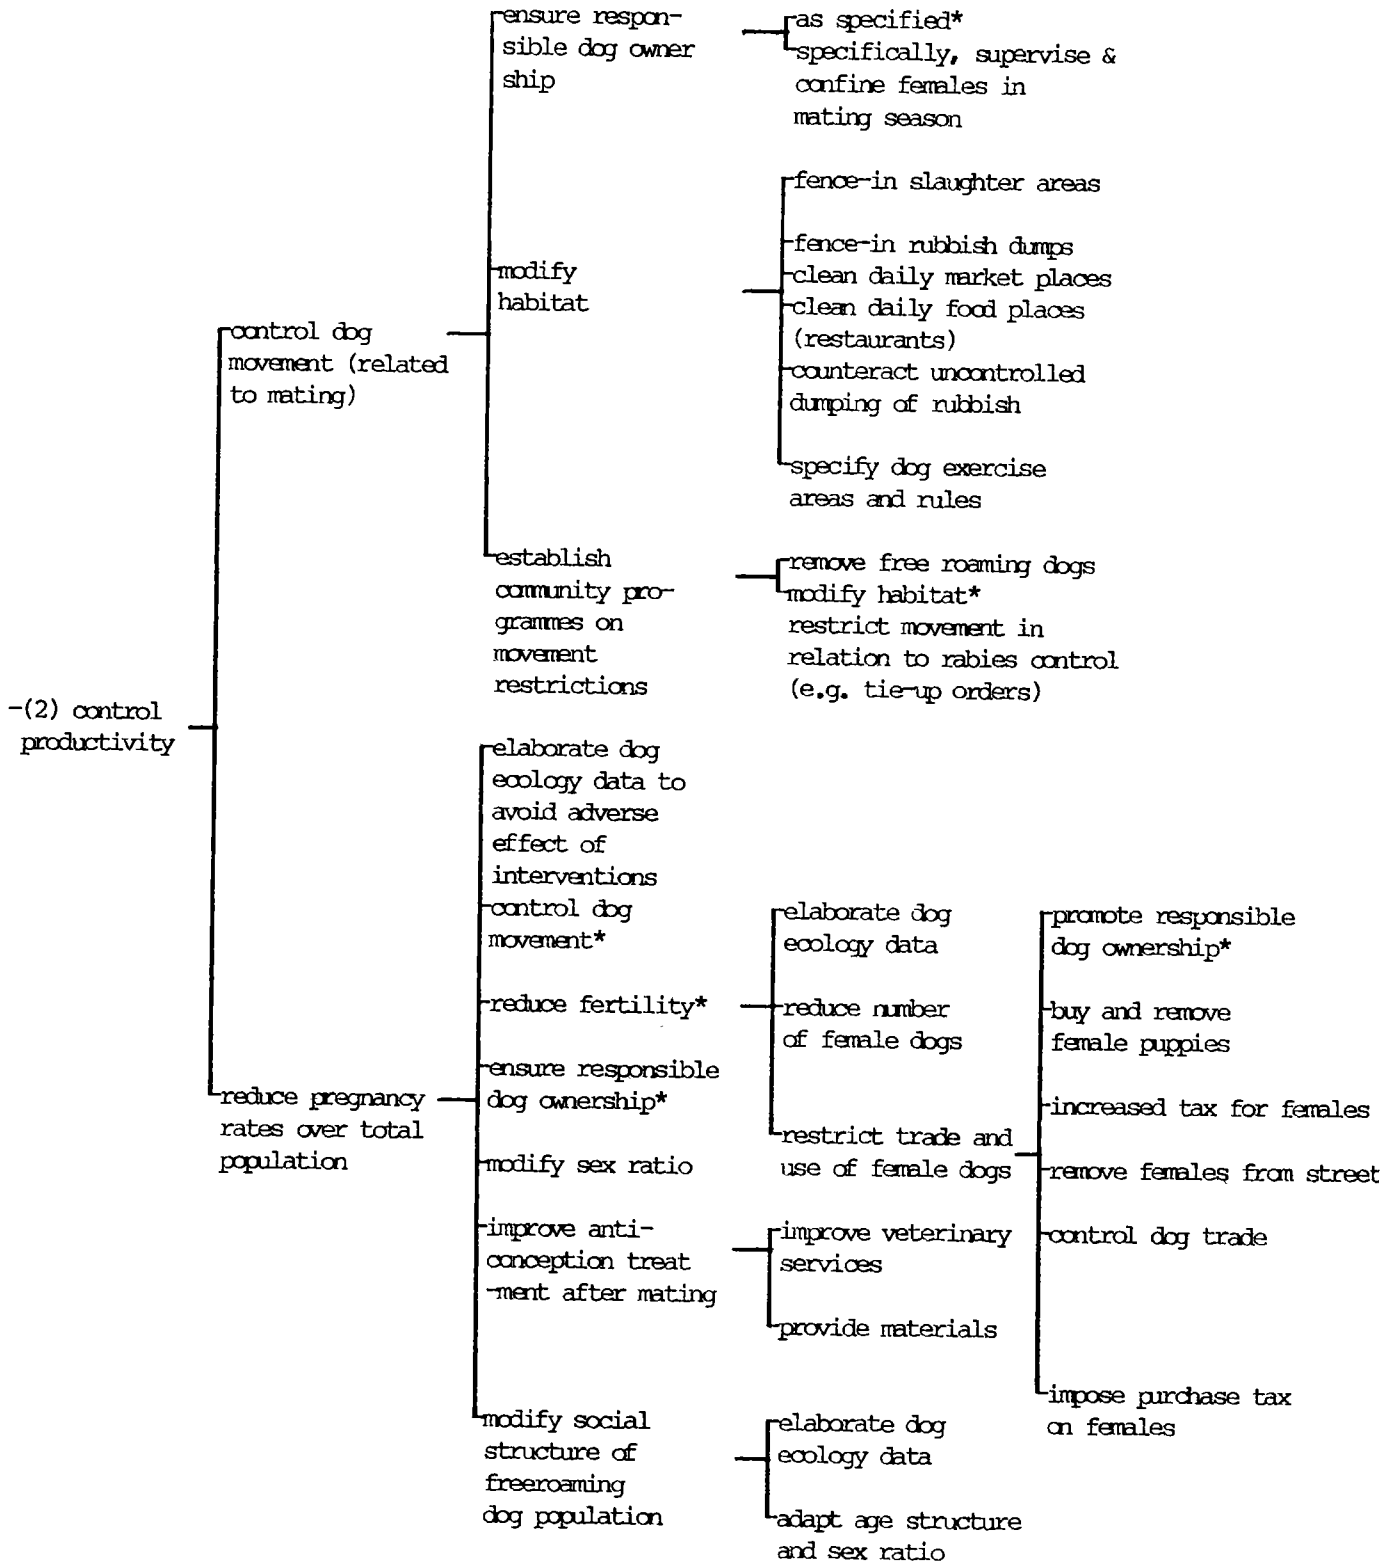 ensure respon-
sible dog owner
ship
as specified*
specifically, supervise &
confine females in
mating season
fence-in slaughter areas
fence-in rubbish dumps
clean daily market places
clean daily food places
(restaurants)
counteract uncontrolled
dumping of rubbish
specify dog exercise
areas and rules
modify
habitat
control dog
movement (related
to mating)
establish
community pro-
grammes on
movement
restrictions
remove free roaming dogs
modify habitat*
restrict movement in
relation to rabies control
(e.g. tie-up orders)
-(2) control
productivity
elaborate dog
ecology data to
avoid adverse
effect of
interventions
control dog
movement*
reduce fertility*
ensure responsible
dog ownership*
modify sex ratio
improve anti-
conception treat
-ment after mating
modify social
structure of
freeroaming
dog population
reduce pregnancy
rates over total
population
elaborate dog
ecology data
reduce number
of female dogs
restrict trade and
use of female dogs
improve veterinary
services
provide materials
elaborate dog
ecology data
adapt age structure
and sex ratio
promote responsible
dog ownership*
buy and remove
female puppies
increased tax for females
remove females from street
control dog trade
impose purchase tax
on females